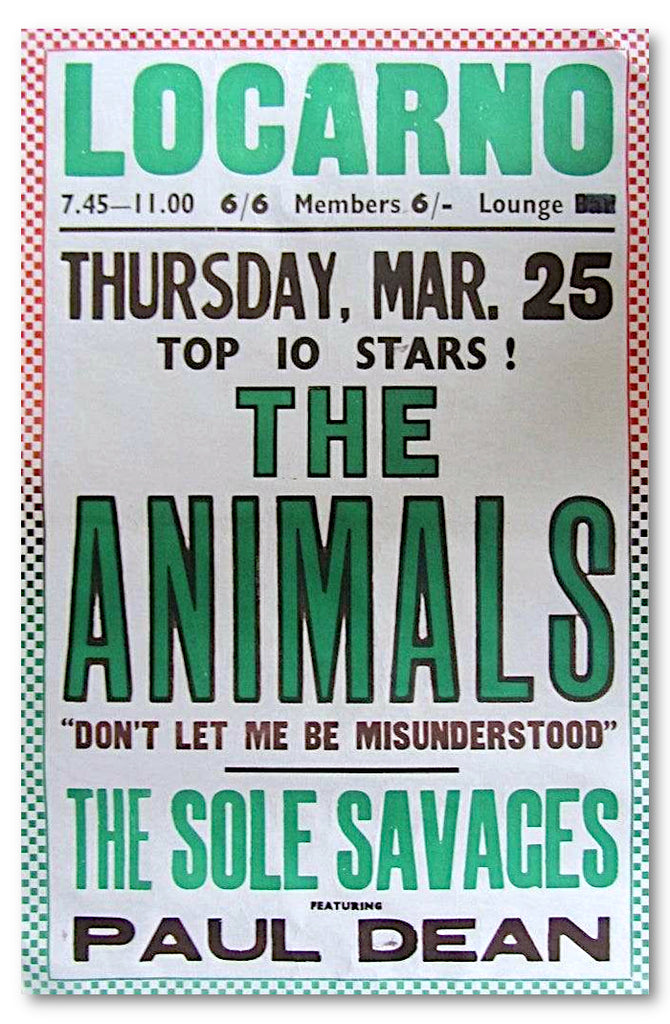 LOCARNO
7.45—11.00 6/6 Members 6/- Lounge Bar
THURSDAY, MAR. 25
TOP 10 STARS !
THE
ANIMALS
“DON'T LET ME BE MISUNDERSTOOD”
THE SOLE SAVAGES
FEATURING
PAUL DEAN